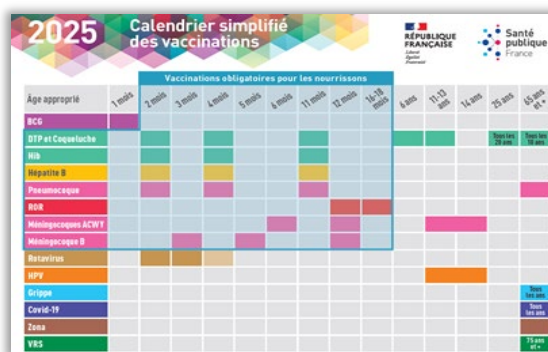 2025
Calendrier simplifié
des vaccinations
RÉPUBLIQUE
FRANÇAISE
Liberté
Égalité
Fraternité
Santé
publique
France
Vaccinations obligatoires pour les nourrissons
Âge approprié
1 mois
2 mois
3 mois
4 mois
5 mois
6 mois
11 mois
12 mois
16-18
mois
6 ans
11-13
ans
14 ans
25 ans
65 ans
et +
BCG
DTP et Coqueluche
Tous les
20 ans
Tous les
10 ans
Hib
Hépatite B
Pneumocoque
ROR
Méningocoques ACWY
Méningocoque B
Rotavirus
HPV
Grippe
Tous
les ans
Covid-19
Tous
les ans
Zona
VRS
75 ans
et +